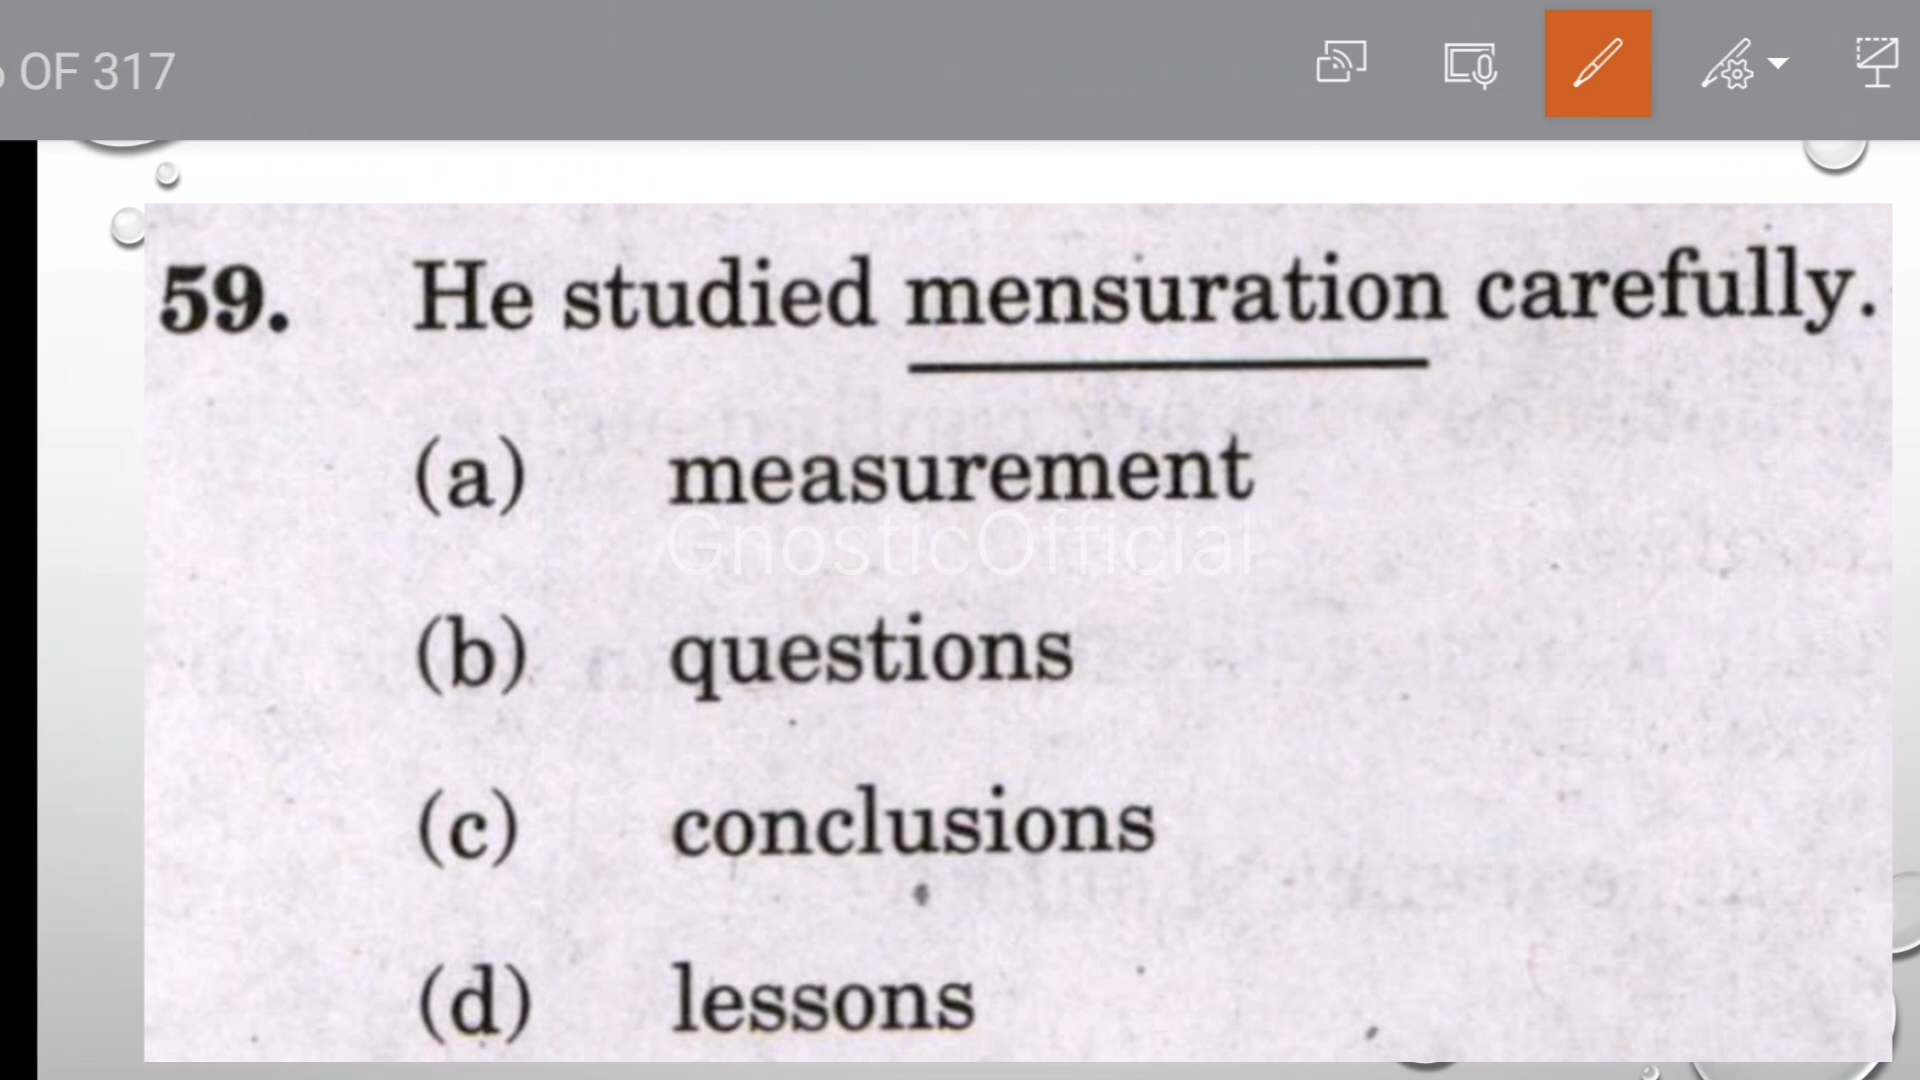 OF 317
59. He studied mensuration carefully.
(a) measurement
GnosticOfficial
(b) questions
(c) conclusions
(d) lessons